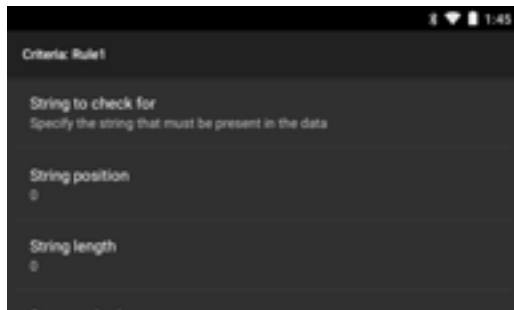 1:45
Criteria: Rule1
String to check for
Specify the string that must be present in the data
String position
0
String length
0